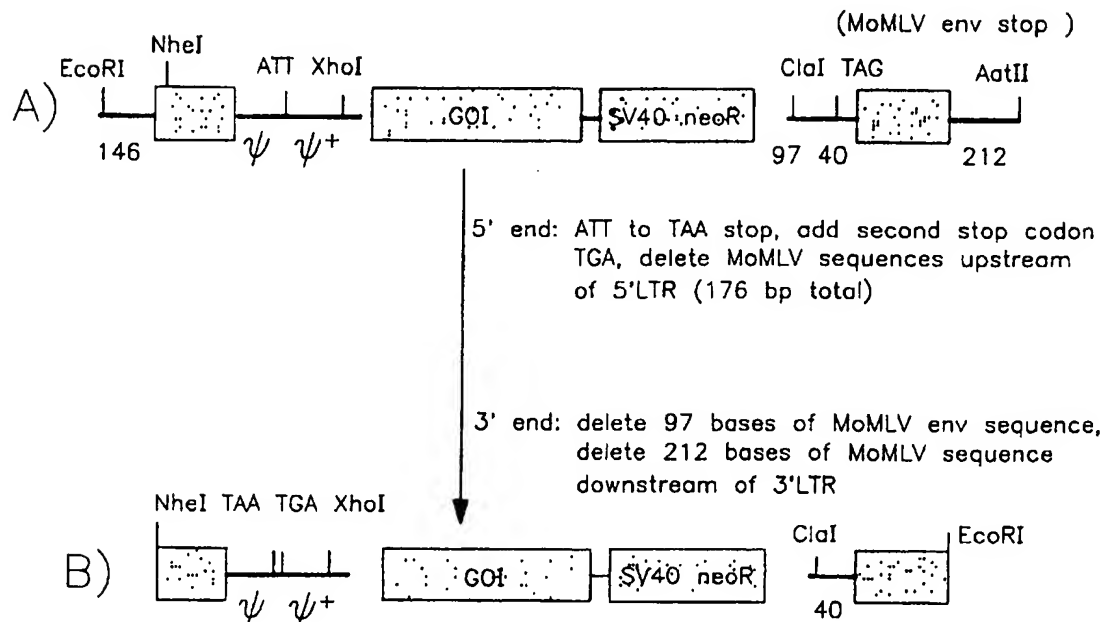 (MoMLV env stop )
NheI
EcoRI ATT XhoI ClaI TAG AatII
A) GOI SV40 neoR
146 ψ ψ+ 97 40 212
5' end: ATT to TAA stop, add second stop codon
TGA, delete MoMLV sequences upstream
of 5'LTR (176 bp total)
3' end: delete 97 bases of MoMLV env sequence,
delete 212 bases of MoMLV sequence
downstream of 3'LTR
NheI TAA TGA XhoI ClaI EcoRI
B) GOI SV40 neoR
ψ ψ+ 40